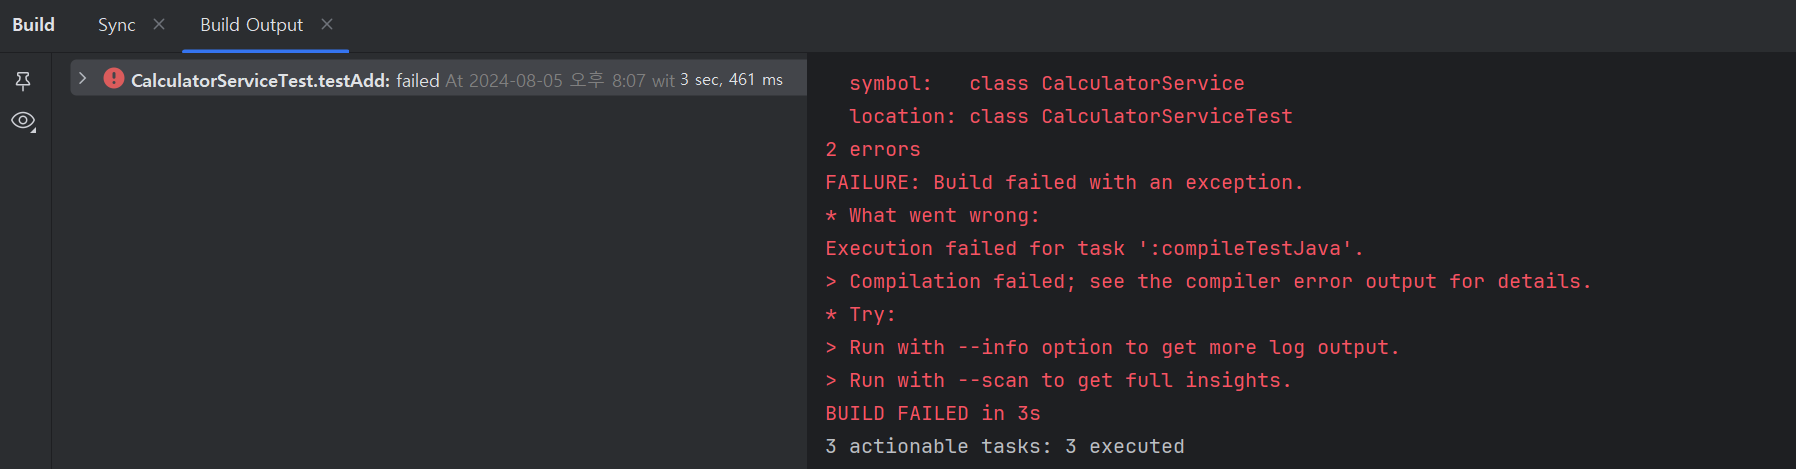 Build Sync Build Output
CalculatorServiceTest.testAdd: failed At 2024-08-05 오후 8:07 wit 3 sec, 461 ms
symbol:   class CalculatorService
location: class CalculatorServiceTest
2 errors
FAILURE: Build failed with an exception.
* What went wrong:
Execution failed for task ':compileTestJava'.
> Compilation failed; see the compiler error output for details.
* Try:
> Run with --info option to get more log output.
> Run with --scan to get full insights.
BUILD FAILED in 3s
3 actionable tasks: 3 executed